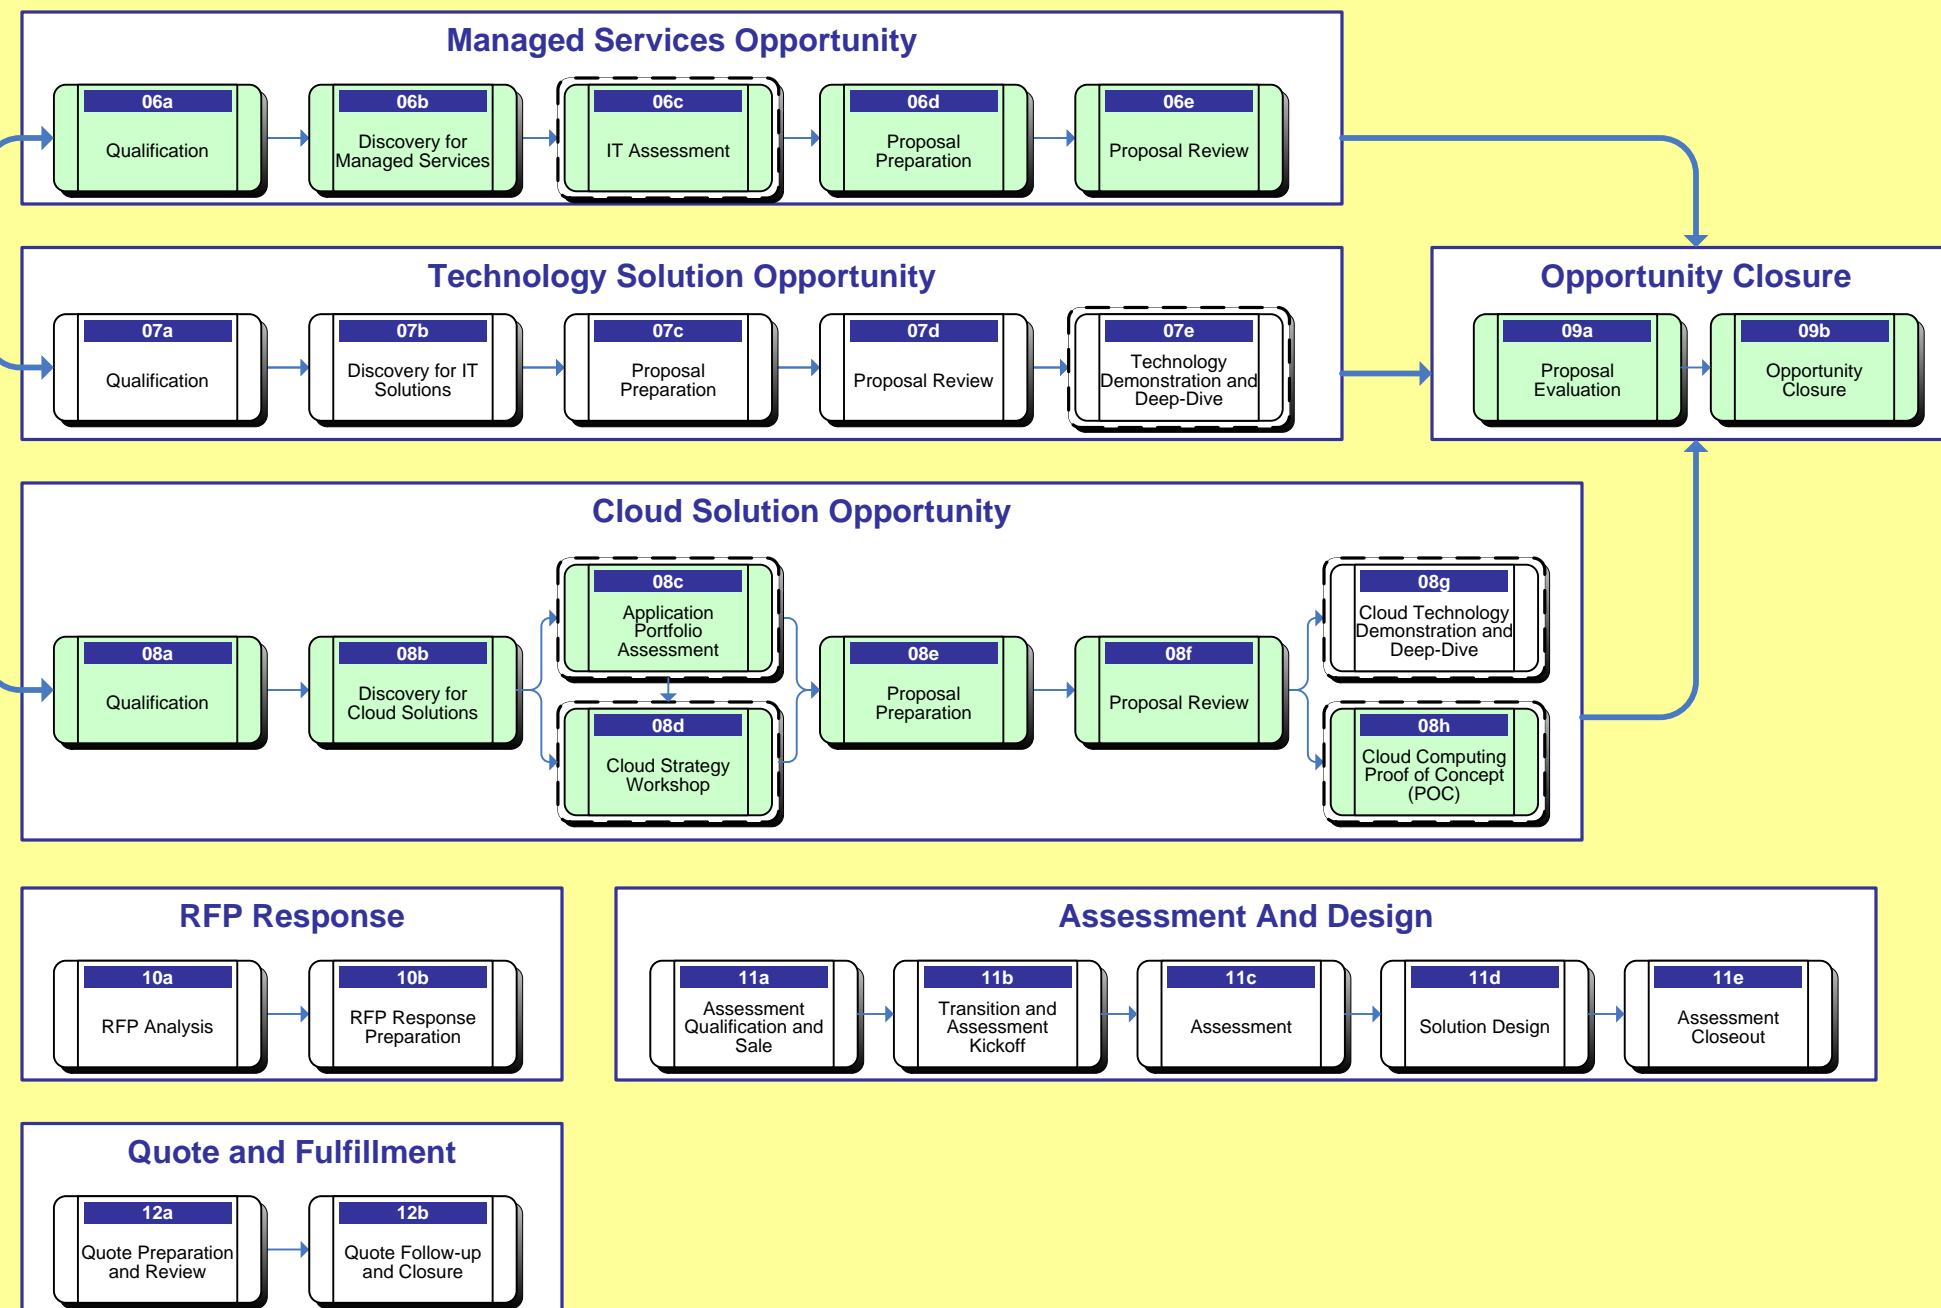 Managed Services Opportunity
06a
Qualification
06b
Discovery for
Managed Services
06c
IT Assessment
06d
Proposal
Preparation
06e
Proposal Review
Technology Solution Opportunity
07a
Qualification
07b
Discovery for IT
Solutions
07c
Proposal
Preparation
07d
Proposal Review
07e
Technology
Demonstration and
Deep-Dive
Opportunity Closure
09a
Proposal
Evaluation
09b
Opportunity
Closure
Cloud Solution Opportunity
08a
Qualification
08b
Discovery for
Cloud Solutions
08c
Application
Portfolio
Assessment
08d
Cloud Strategy
Workshop
08e
Proposal
Preparation
08f
Proposal Review
08g
Cloud Technology
Demonstration and
Deep-Dive
08h
Cloud Computing
Proof of Concept
(POC)
RFP Response
10a
RFP Analysis
10b
RFP Response
Preparation
Assessment And Design
11a
Assessment
Qualification and
Sale
11b
Transition and
Assessment
Kickoff
11c
Assessment
11d
Solution Design
11e
Assessment
Closeout
Quote and Fulfillment
12a
Quote Preparation
and Review
12b
Quote Follow-up
and Closure